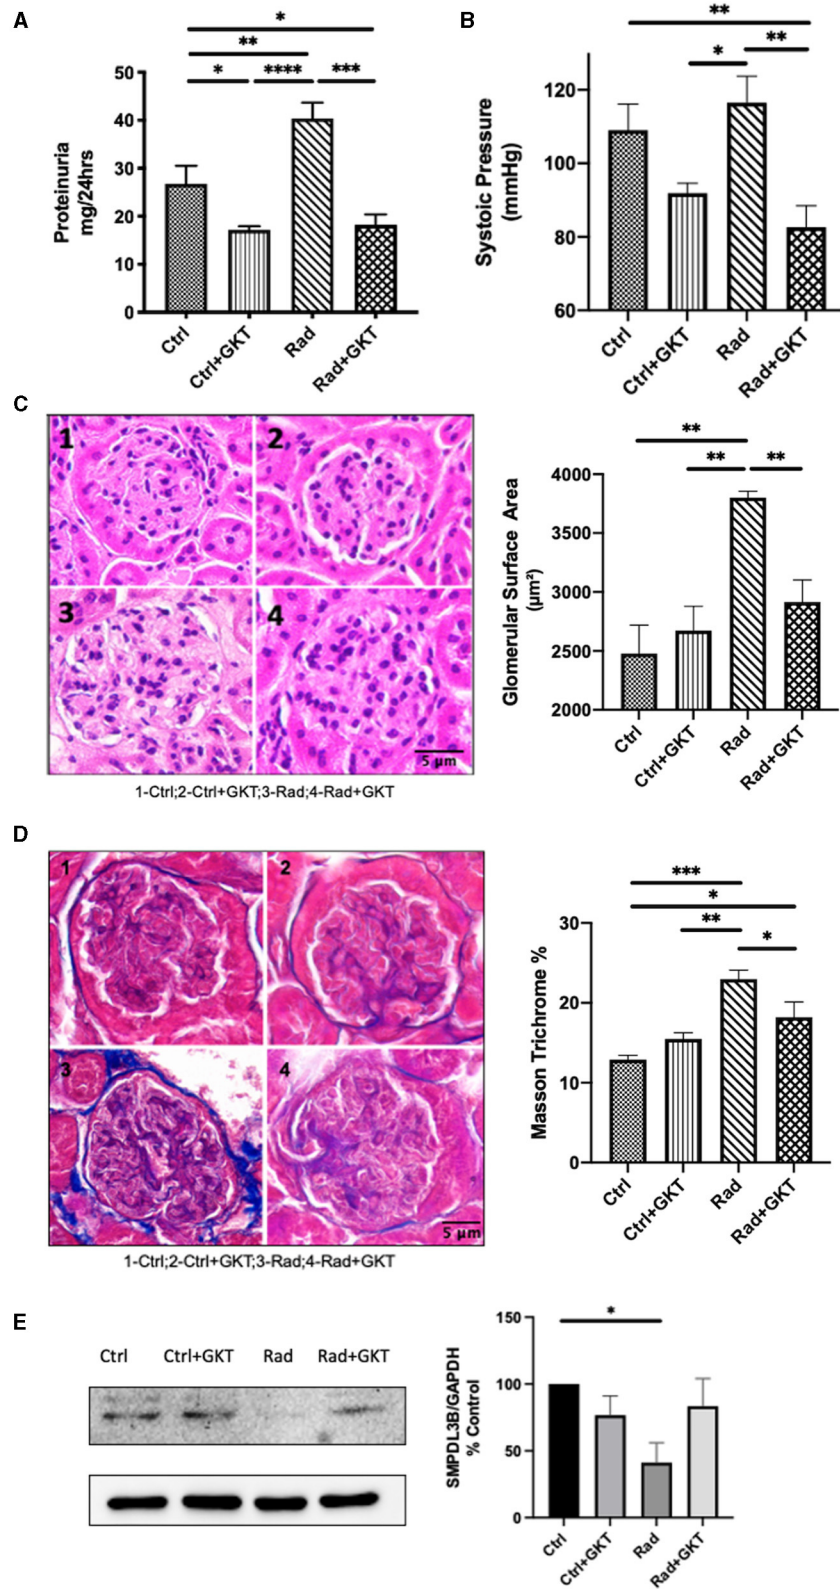 A
*
**
* **** ***
Proteinuria
mg/24hrs
50
40
30
20
10
0
Ctrl
Ctrl+GKT
Rad
Rad+GKT
B
**
**
*
Systoic Pressure
(mmHg)
120
100
80
60
Ctrl
Ctrl+GKT
Rad
Rad+GKT
C
1
2
3
4
5 µm
1-Ctrl;2-Ctrl+GKT;3-Rad;4-Rad+GKT
**
** **
Glomerular Surface Area
(µm²)
4000
3500
3000
2500
2000
Ctrl
Ctrl+GKT
Rad
Rad+GKT
D
1
2
3
4
5 µm
1-Ctrl;2-Ctrl+GKT;3-Rad;4-Rad+GKT
***
*
**
*
Masson Trichrome %
30
20
10
0
Ctrl
Ctrl+GKT
Rad
Rad+GKT
E
Ctrl Ctrl+GKT Rad Rad+GKT
*
SMPDL3B/GAPDH
% Control
150
100
50
0
Ctrl
Ctrl+GKT
Rad
Rad+GKT